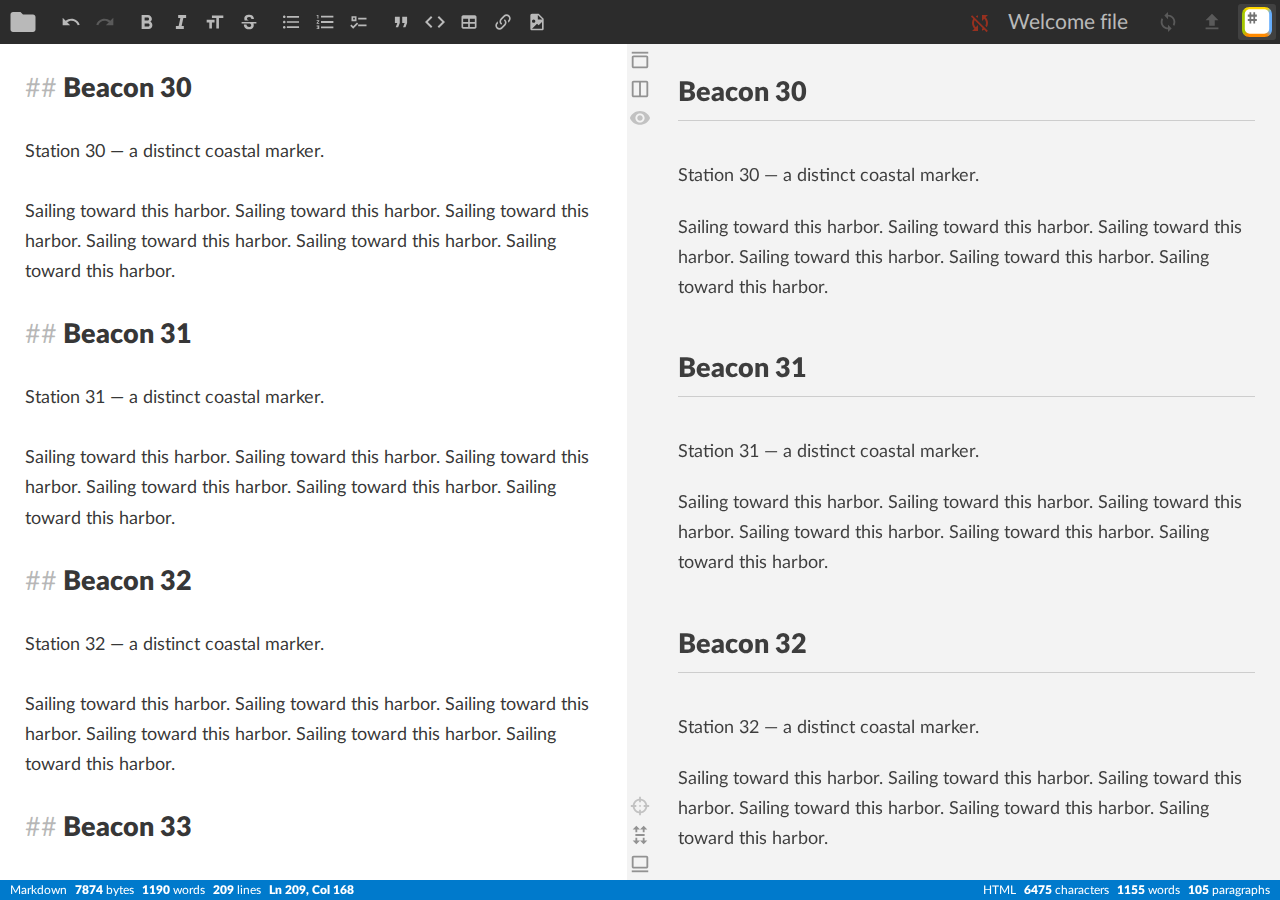 Welcome file
## Beacon 30
Station 30 — a distinct coastal marker.
Sailing toward this harbor. Sailing toward this harbor. Sailing toward this
harbor. Sailing toward this harbor. Sailing toward this harbor. Sailing
toward this harbor.
## Beacon 31
Station 31 — a distinct coastal marker.
Sailing toward this harbor. Sailing toward this harbor. Sailing toward this
harbor. Sailing toward this harbor. Sailing toward this harbor. Sailing
toward this harbor.
## Beacon 32
Station 32 — a distinct coastal marker.
Sailing toward this harbor. Sailing toward this harbor. Sailing toward this
harbor. Sailing toward this harbor. Sailing toward this harbor. Sailing
toward this harbor.
## Beacon 33
Beacon 30
Station 30 — a distinct coastal marker.
Sailing toward this harbor. Sailing toward this harbor. Sailing toward this
harbor. Sailing toward this harbor. Sailing toward this harbor. Sailing
toward this harbor.
Beacon 31
Station 31 — a distinct coastal marker.
Sailing toward this harbor. Sailing toward this harbor. Sailing toward this
harbor. Sailing toward this harbor. Sailing toward this harbor. Sailing
toward this harbor.
Beacon 32
Station 32 — a distinct coastal marker.
Sailing toward this harbor. Sailing toward this harbor. Sailing toward this
harbor. Sailing toward this harbor. Sailing toward this harbor. Sailing
toward this harbor.
Markdown 7874 bytes 1190 words 209 lines Ln 209, Col 168
HTML 6475 characters 1155 words 105 paragraphs